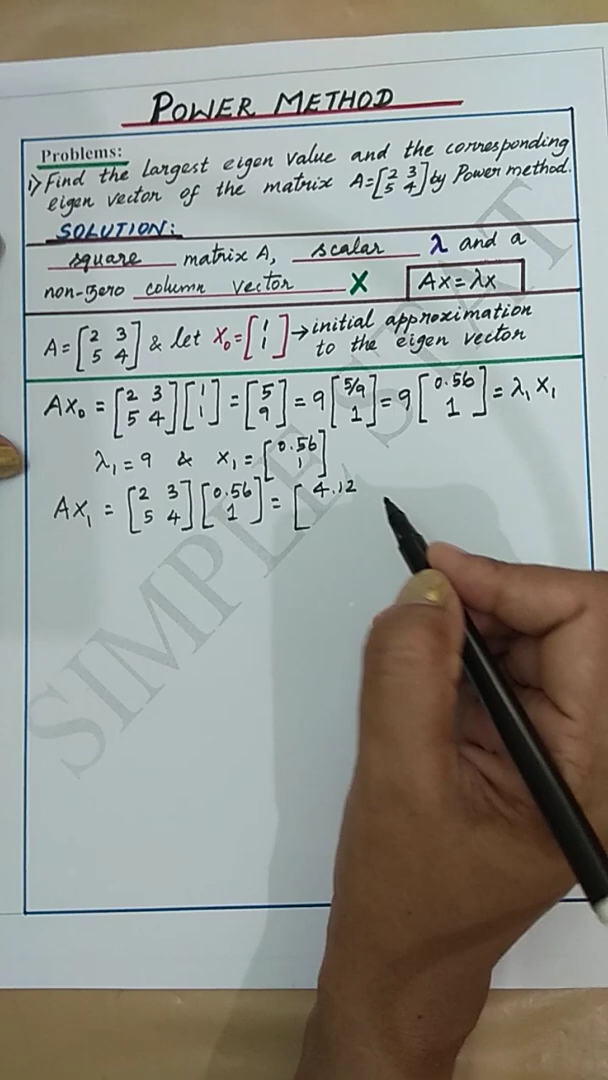 POWER METHOD
Problems:
1) Find the largest eigen value and the corresponding
eigen vector of the matrix A=[2 3 5 4] by Power method.
SOLUTION:
square matrix A, scalar λ and a
non-zero column vector X Ax=λx
A=[2 3 5 4] & let X₀=[1 1] → initial approximation
to the eigen vector
AX₀ = [2 3 5 4][1 1] = [5 9] = 9[5/9 1] = 9[0.56 1] = λ₁ X₁
λ₁ = 9 & X₁ = [0.56 1]
AX₁ = [2 3 5 4][0.56 1] = [4.12
SIMPLE STAT